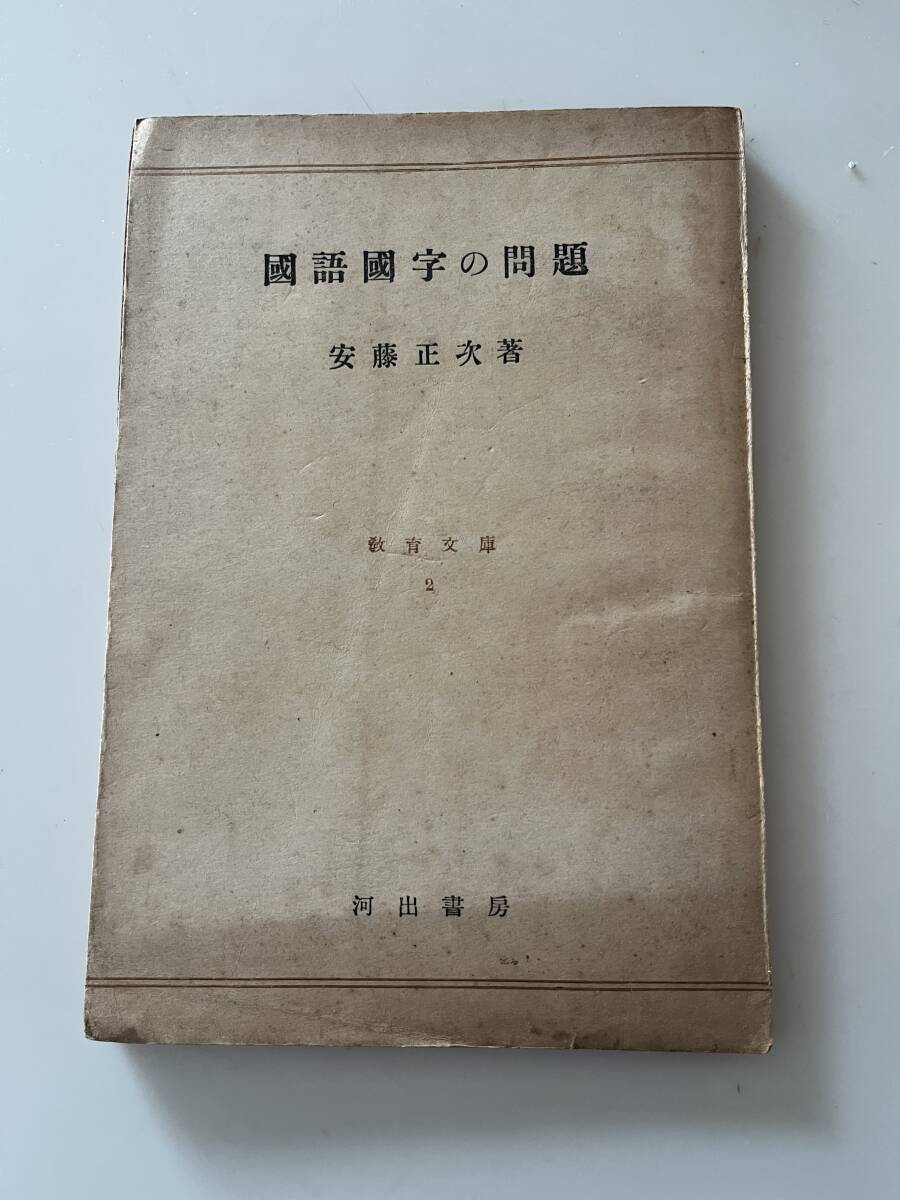 國語國字の問題
安藤正次著
教育文庫
2
河出書房